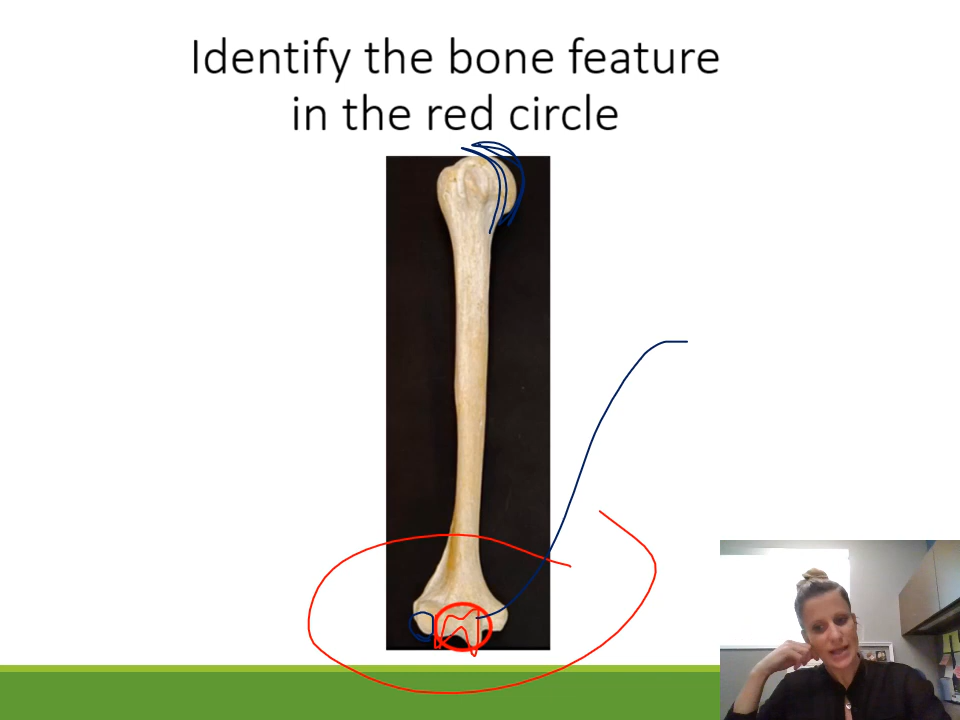 Identify the bone feature
in the red circle